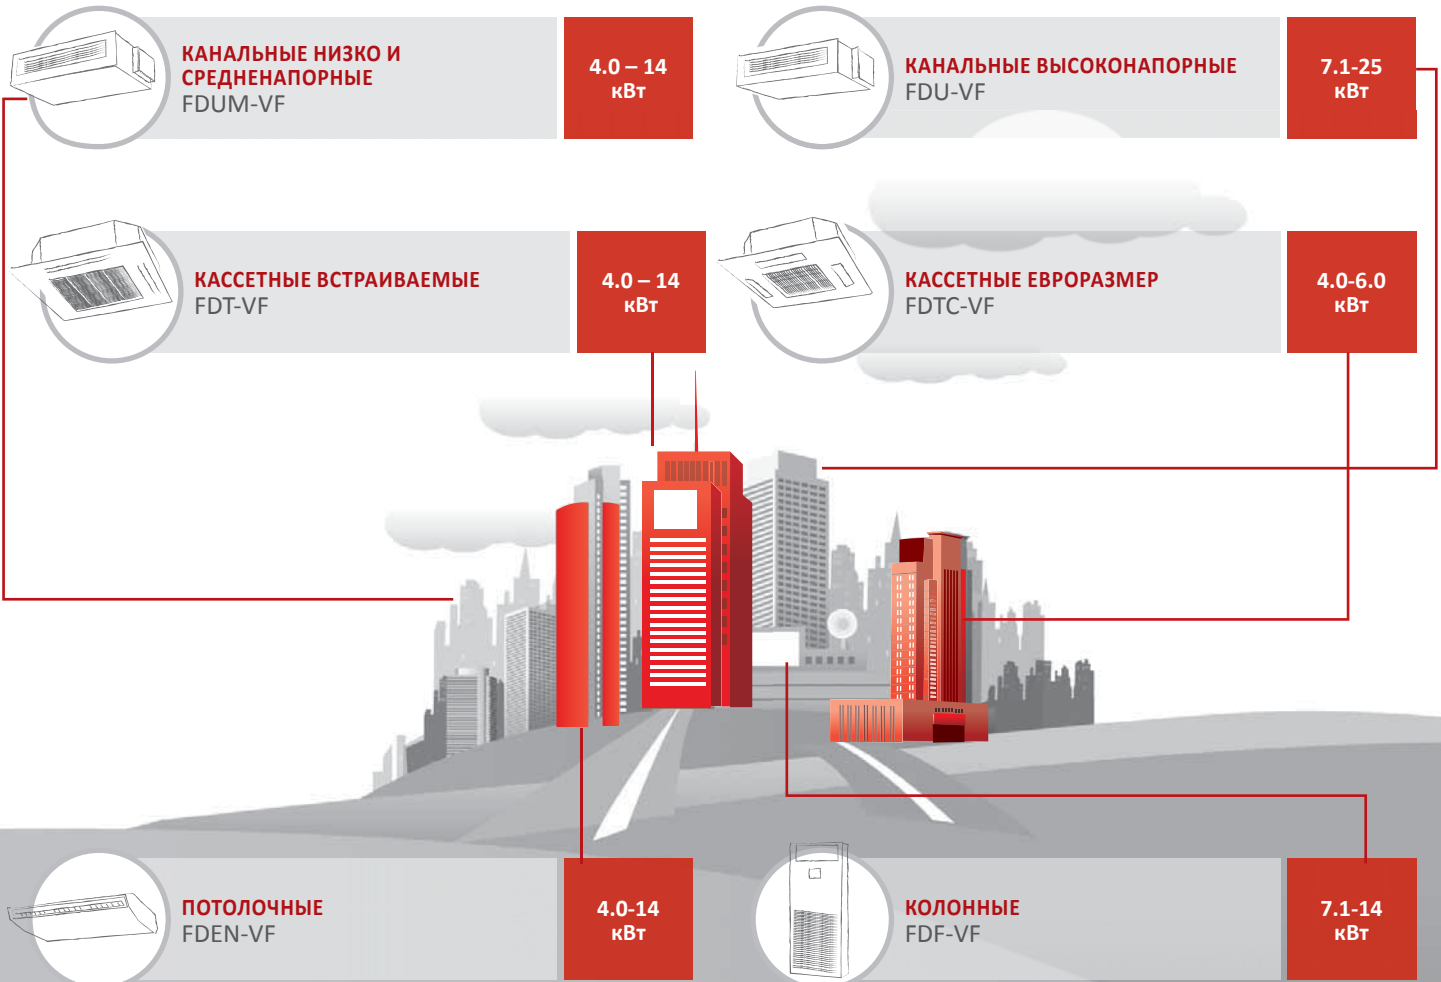 КАНАЛЬНЫЕ НИЗКО И
СРЕДНЕНАПОРНЫЕ
FDUM-VF
4.0 – 14
кВт
КАНАЛЬНЫЕ ВЫСОКОНАПОРНЫЕ
FDU-VF
7.1-25
кВт
КАССЕТНЫЕ ВСТРАИВАЕМЫЕ
FDT-VF
4.0 – 14
кВт
КАССЕТНЫЕ ЕВРОРАЗМЕР
FDTC-VF
4.0-6.0
кВт
ПОТОЛОЧНЫЕ
FDEN-VF
4.0-14
кВт
КОЛОННЫЕ
FDF-VF
7.1-14
кВт